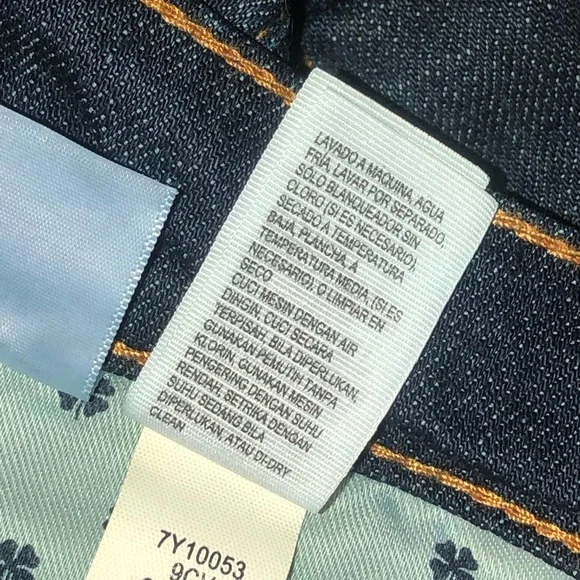 LAVADO A MAQUINA, AGUA
FRÍA, LAVAR POR SEPARADO,
SÓLO BLANQUEADOR SIN
CLORO (SI ES NECESARIO),
SECADO A TEMPERATURA
BAJA, PLANCHA, A
TEMPERATURA MEDIA, (SI ES
NECESARIO), O LIMPIAR EN
SECO
CUCI MESIN DENGAN AIR
DINGIN, CUCI SECARA
TERPISAH, BILA DIPERLUKAN,
GUNAKAN PEMUTIH TANPA
KLORIN, GUNAKAN MESIN
PENGERING DENGAN SUHU
RENDAH, SETRIKA DENGAN
SUHU SEDANG BILA
DIPERLUKAN, ATAU DI-DRY
CLEAN
7Y10053